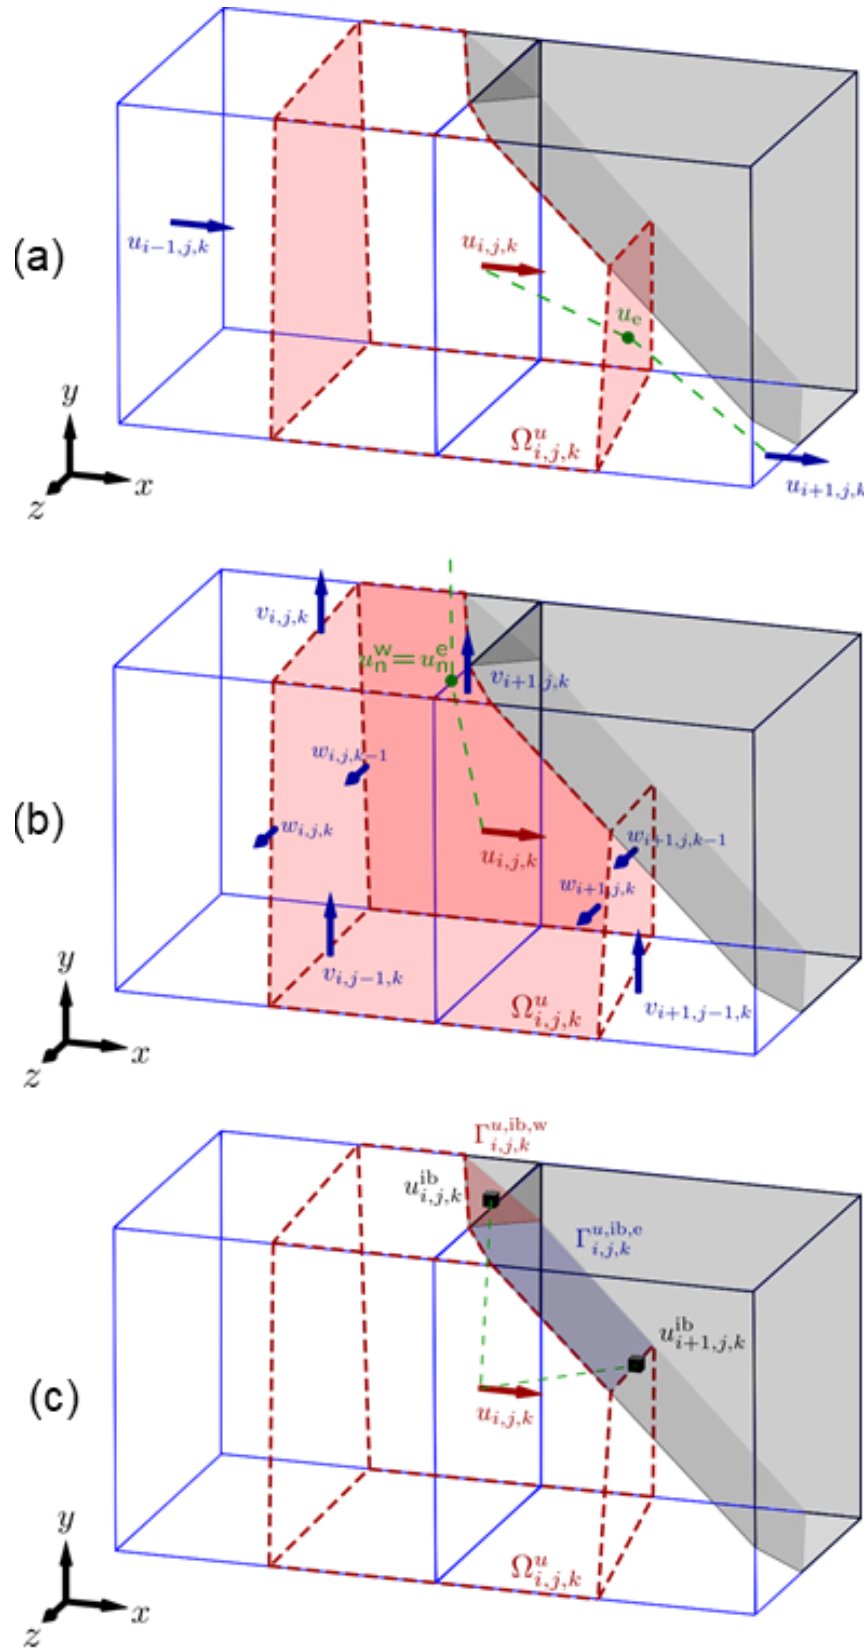 (a)
u_{i-1,j,k}
u_{i,j,k}
u_e
Ω^u_{i,j,k}
u_{i+1,j,k}
y
x
z
(b)
v_{i,j,k}
u^w_n = u^e_n
v_{i+1,j,k}
w_{i,j,k-1}
w_{i,j,k}
u_{i,j,k}
w_{i+1,j,k-1}
w_{i+1,j,k}
v_{i,j-1,k}
Ω^u_{i,j,k}
v_{i+1,j-1,k}
y
x
z
(c)
Γ^{u,ib,w}_{i,j,k}
u^{ib}_{i,j,k}
Γ^{u,ib,e}_{i,j,k}
u^{ib}_{i+1,j,k}
u_{i,j,k}
Ω^u_{i,j,k}
y
x
z